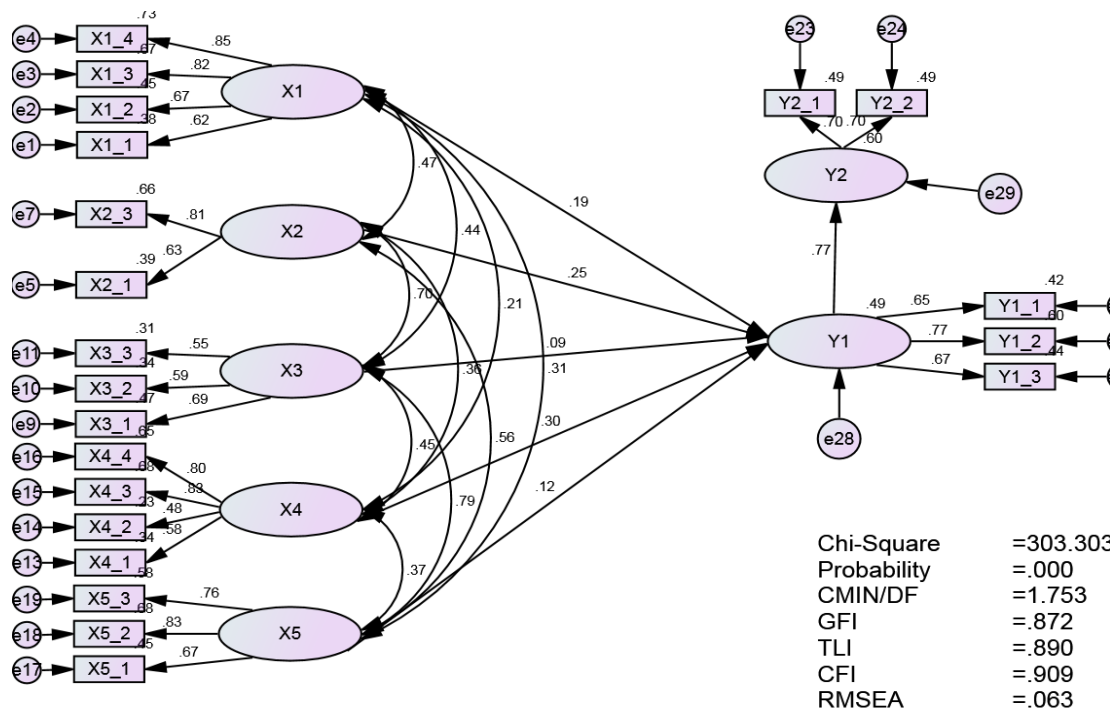 .73
e4 X1_4 .85
.67
e3 X1_3 .82
.45
e2 X1_2 .67
.38
e1 X1_1 .62
X1
.66
e7 X2_3 .81
.39
e5 X2_1 .63
X2
.31
e11 X3_3 .55
.34
e10 X3_2 .59
.47
e9 X3_1 .69
X3
.65
e16 X4_4 .80
.68
e15 X4_3 .83
.23
e14 X4_2 .48
.34
e13 X4_1 .58
X4
.58
e19 X5_3 .76
.68
e18 X5_2 .83
.45
e17 X5_1 .67
X5
.47
.44
.70
.21
.36
.31
.45
.56
.79
.37
.19
.25
.09
.30
.12
e23 e24
.49 .49
Y2_1 Y2_2
.70 .70
.60
Y2
e29
.77
.49
Y1
e28
.42
.65 Y1_1
.60
.77 Y1_2
.44
.67 Y1_3
Chi-Square =303.303
Probability =.000
CMIN/DF =1.753
GFI =.872
TLI =.890
CFI =.909
RMSEA =.063